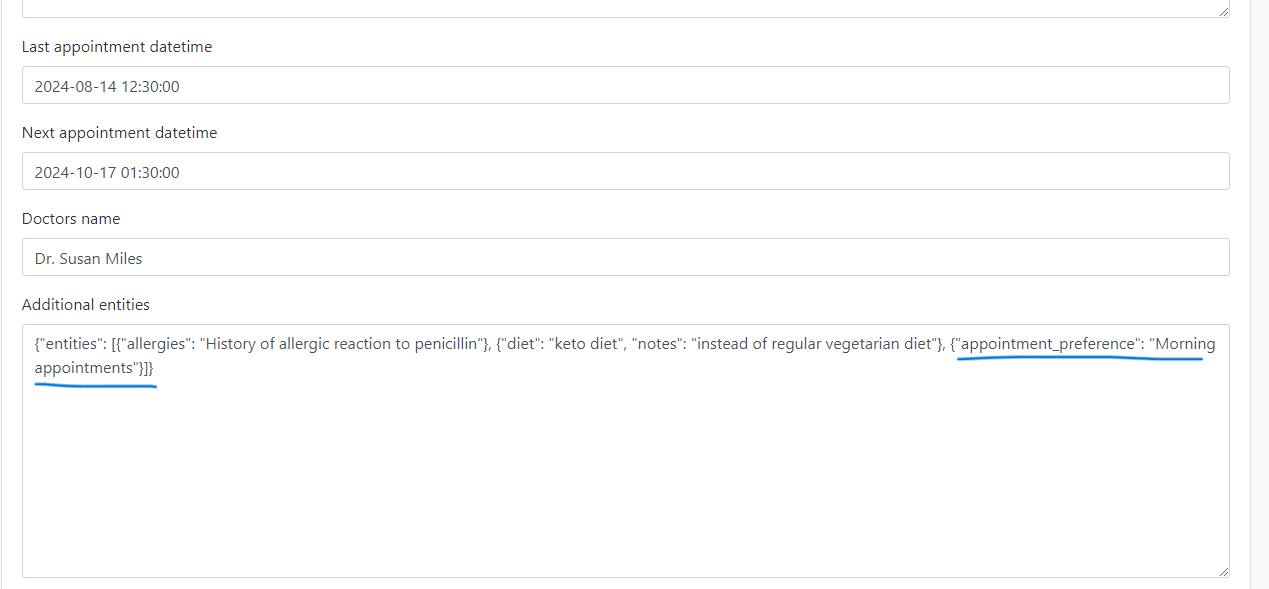 Last appointment datetime
2024-08-14 12:30:00
Next appointment datetime
2024-10-17 01:30:00
Doctors name
Dr. Susan Miles
Additional entities
{"entities": [{"allergies": "History of allergic reaction to penicillin"}, {"diet": "keto diet", "notes": "instead of regular vegetarian diet"}, {"appointment_preference": "Morning
appointments"}]}